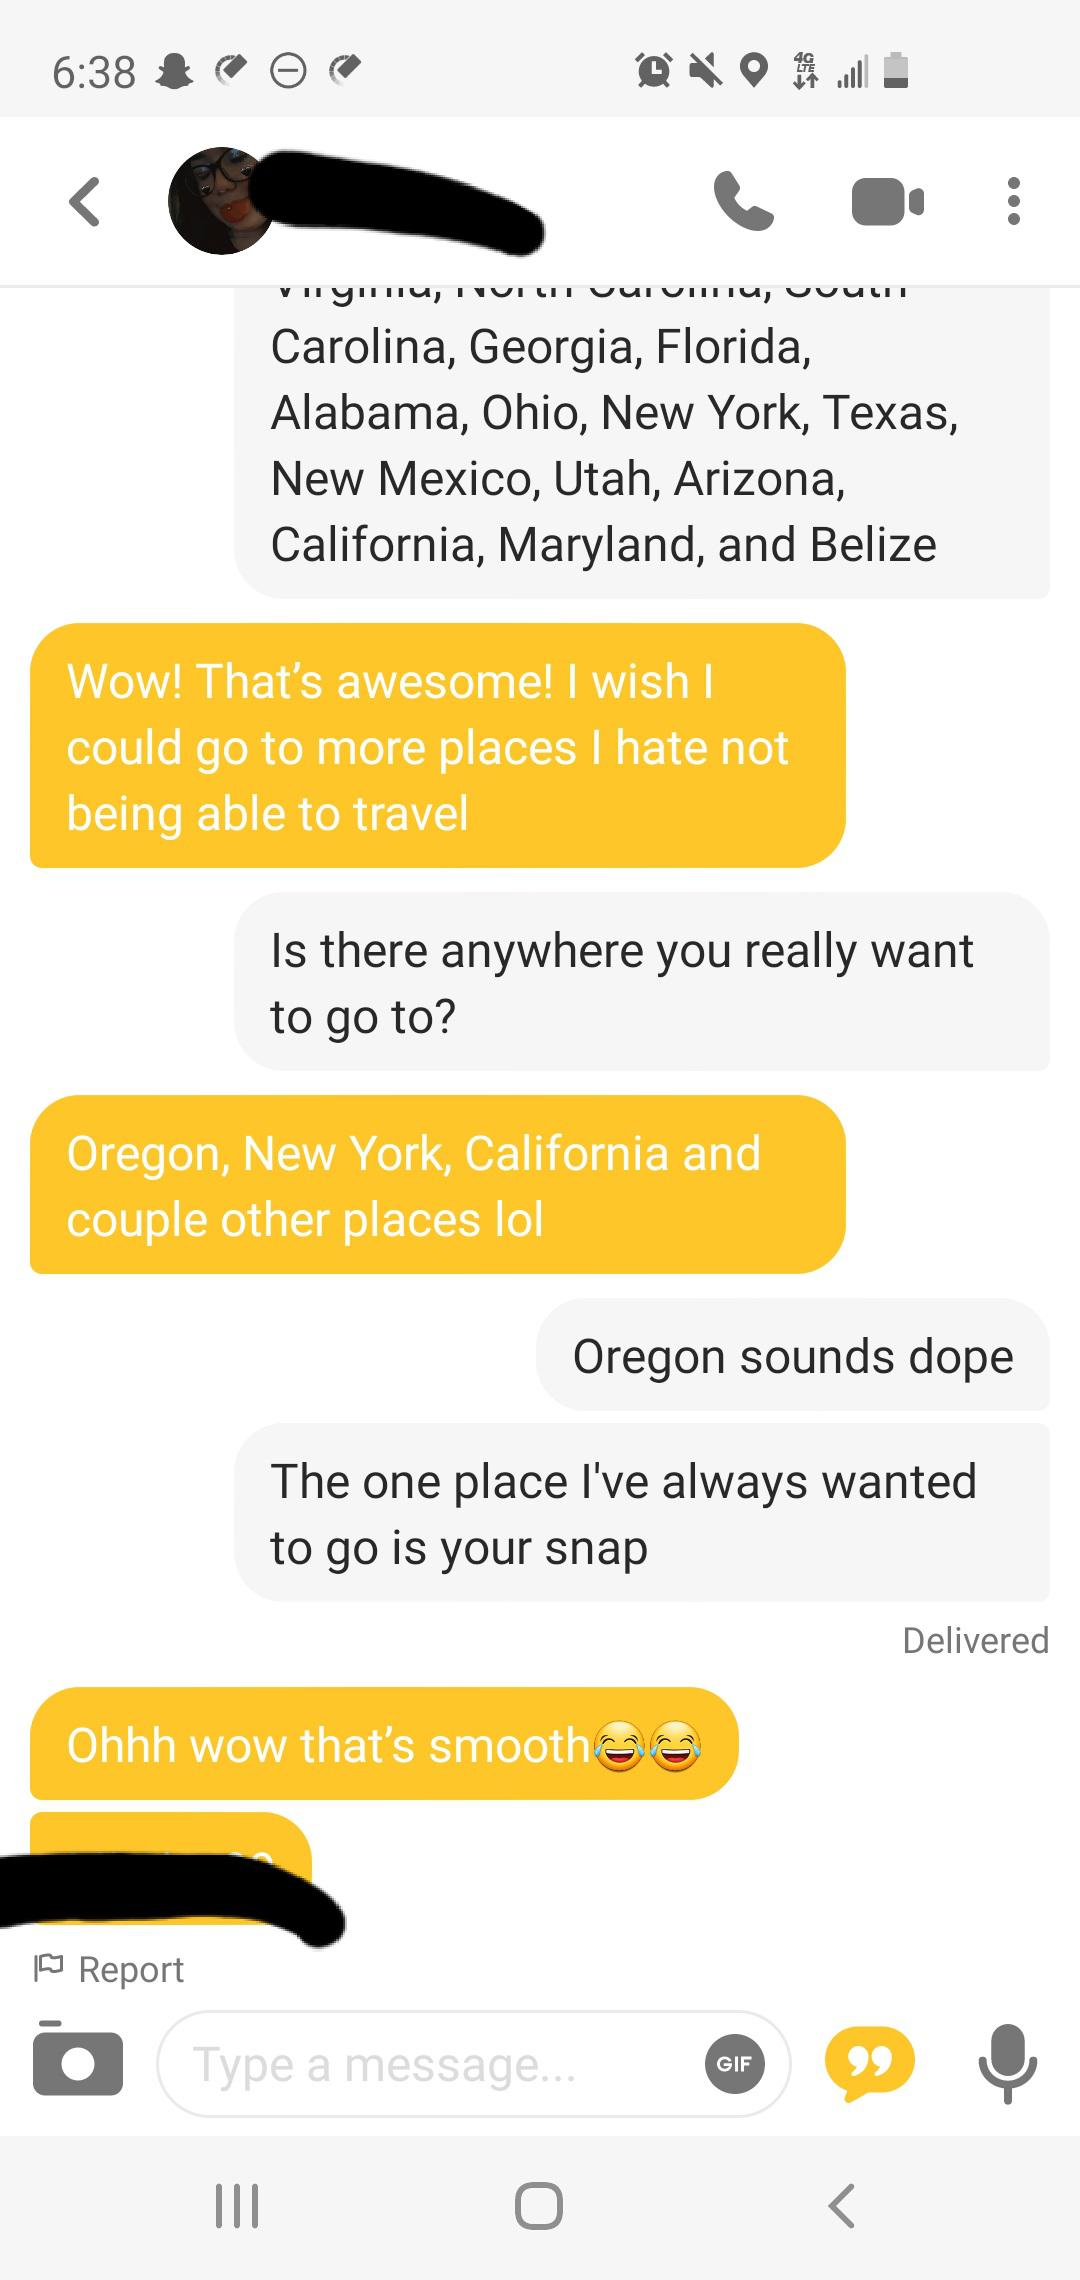 6:38
4G
LTE
Virginia, North Carolina, South
Carolina, Georgia, Florida,
Alabama, Ohio, New York, Texas,
New Mexico, Utah, Arizona,
California, Maryland, and Belize
Wow! That’s awesome! I wish I
could go to more places I hate not
being able to travel
Is there anywhere you really want
to go to?
Oregon, New York, California and
couple other places lol
Oregon sounds dope
The one place I've always wanted
to go is your snap
Delivered
Ohhh wow that’s smooth😂😂
Report
Type a message...
GIF